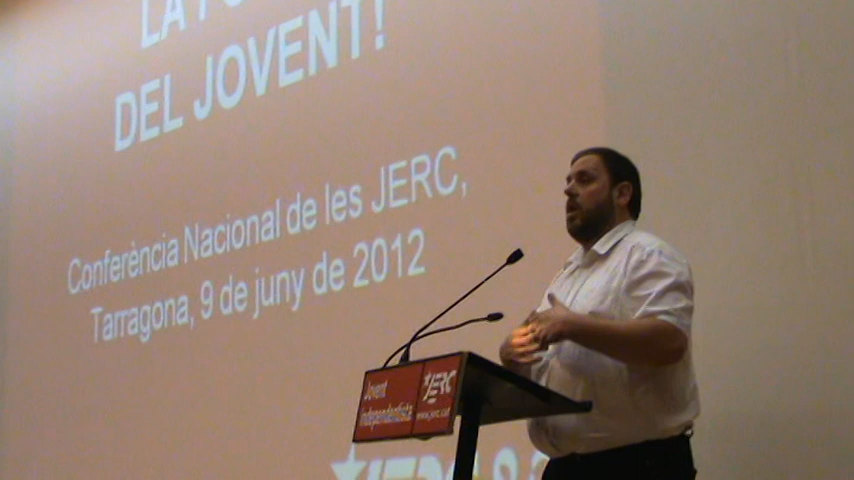 LA
DEL JOVENT!
Conferència Nacional de les JERC,
Tarragona, 9 de juny de 2012
Jovent
independentista
JERC
www.jerc.cat